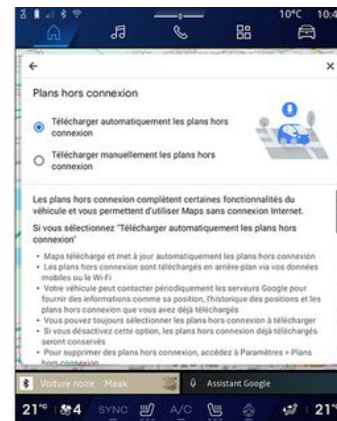 10°C 10:4
Plans hors connexion
Télécharger automatiquement les plans hors
connexion
Télécharger manuellement les plans hors
connexion
Les plans hors connexion complètent certaines fonctionnalités du
véhicule et vous permettent d'utiliser Maps sans connexion Internet.
Si vous sélectionnez "Télécharger automatiquement les plans hors
connexion"
• Maps télécharge et met à jour automatiquement les plans hors connexion
• Les plans hors connexion sont téléchargés en arrière-plan via vos données
mobiles ou le Wi-Fi
• Votre véhicule peut contacter périodiquement les serveurs Google pour
fournir des informations comme sa position, l'historique des positions et les
plans hors connexion que vous avez déjà téléchargés
• Vous pouvez toujours sélectionner les plans hors connexion à télécharger
• Si vous désactivez cette option, les plans hors connexion déjà téléchargés
seront conservés
• Pour supprimer des plans hors connexion, accédez à Paramètres > Plans
hors connexion
Voiture noire - Meak
Assistant Google
21°C 4 SYNC A/C 21°